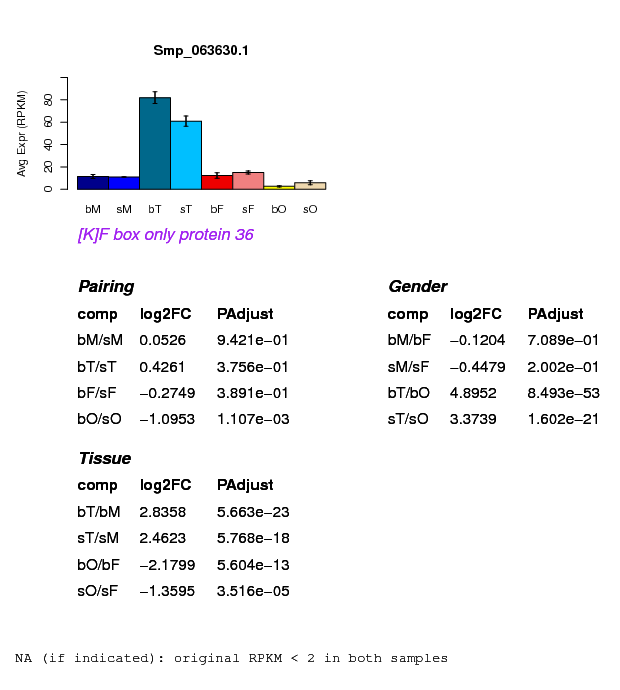 Smp_063630.1
Avg Expr (RPKM)
0 20 40 60 80
bM sM bT sT bF sF bO sO
[K]F box only protein 36
Pairing
comp log2FC PAdjust
bM/sM 0.0526 9.421e−01
bT/sT 0.4261 3.756e−01
bF/sF −0.2749 3.891e−01
bO/sO −1.0953 1.107e−03
Gender
comp log2FC PAdjust
bM/bF −0.1204 7.089e−01
sM/sF −0.4479 2.002e−01
bT/bO 4.8952 8.493e−53
sT/sO 3.3739 1.602e−21
Tissue
comp log2FC PAdjust
bT/bM 2.8358 5.663e−23
sT/sM 2.4623 5.768e−18
bO/bF −2.1799 5.604e−13
sO/sF −1.3595 3.516e−05
NA (if indicated): original RPKM < 2 in both samples